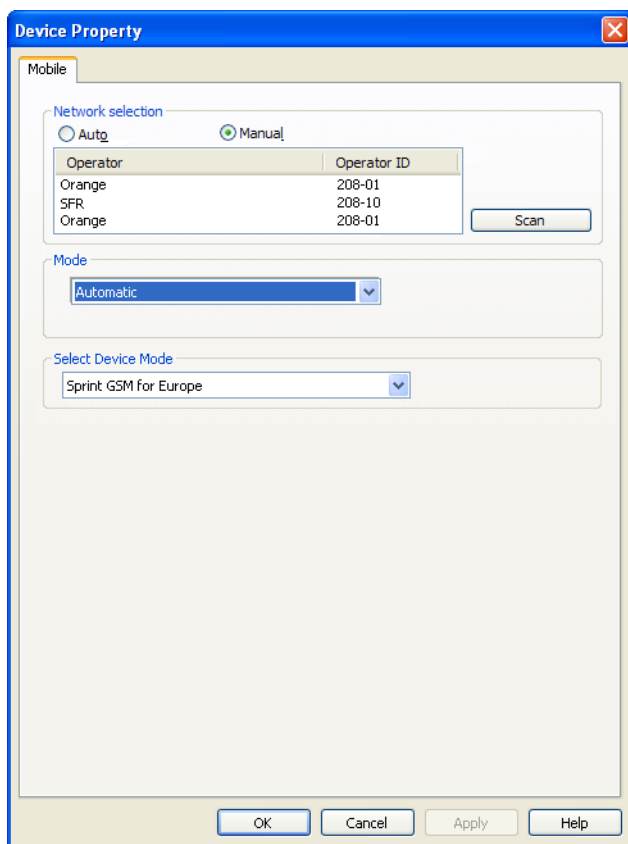 Device Property
Mobile
Network selection
Auto Manual
Operator Operator ID
Orange 208-01
SFR 208-10
Orange 208-01
Scan
Mode
Automatic
Select Device Mode
Sprint GSM for Europe
OK Cancel Apply Help